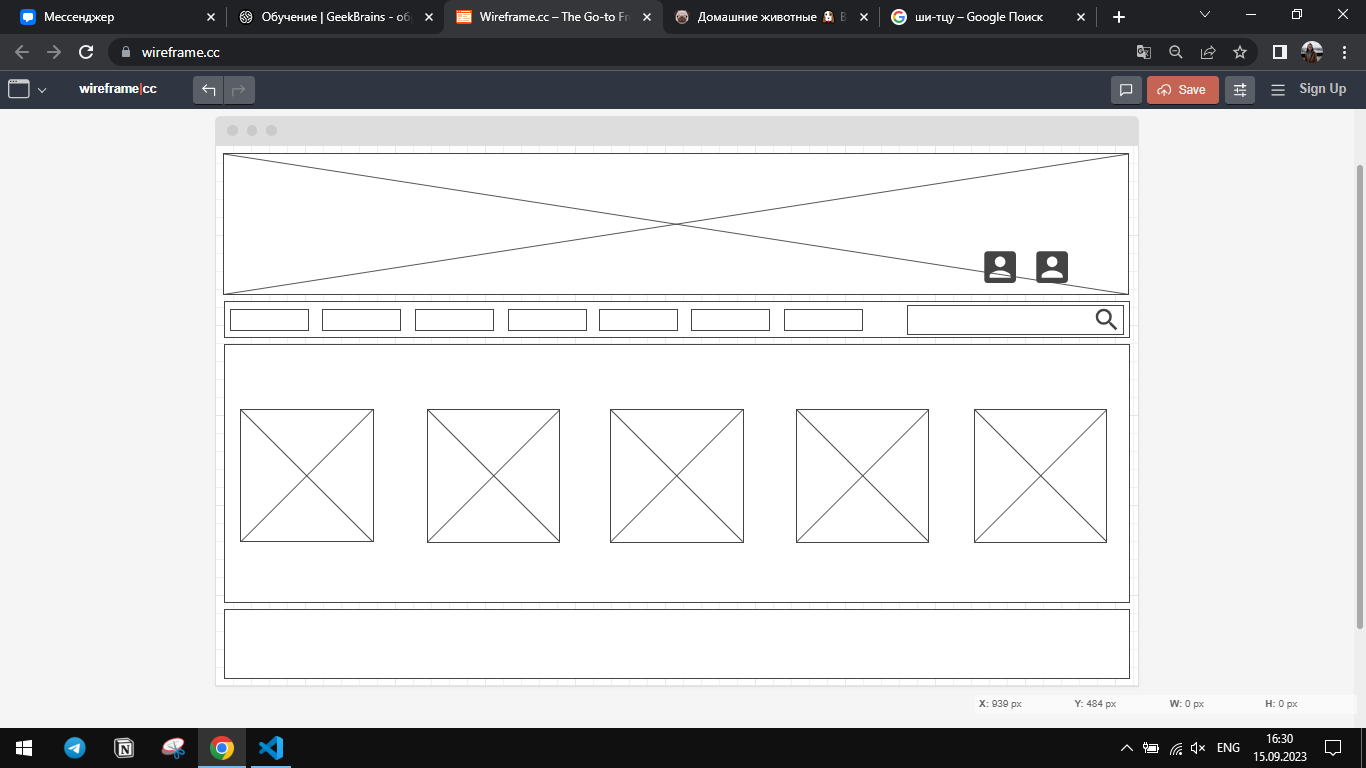 Мессенджер
Обучение | GeekBrains - об
Wireframe.cc – The Go-to Fr
Домашние животные
ши-тцу – Google Поиск
wireframe.cc
wireframe|cc
Save
Sign Up
X: 939 px Y: 484 px W: 0 px H: 0 px
16:30
ENG
15.09.2023